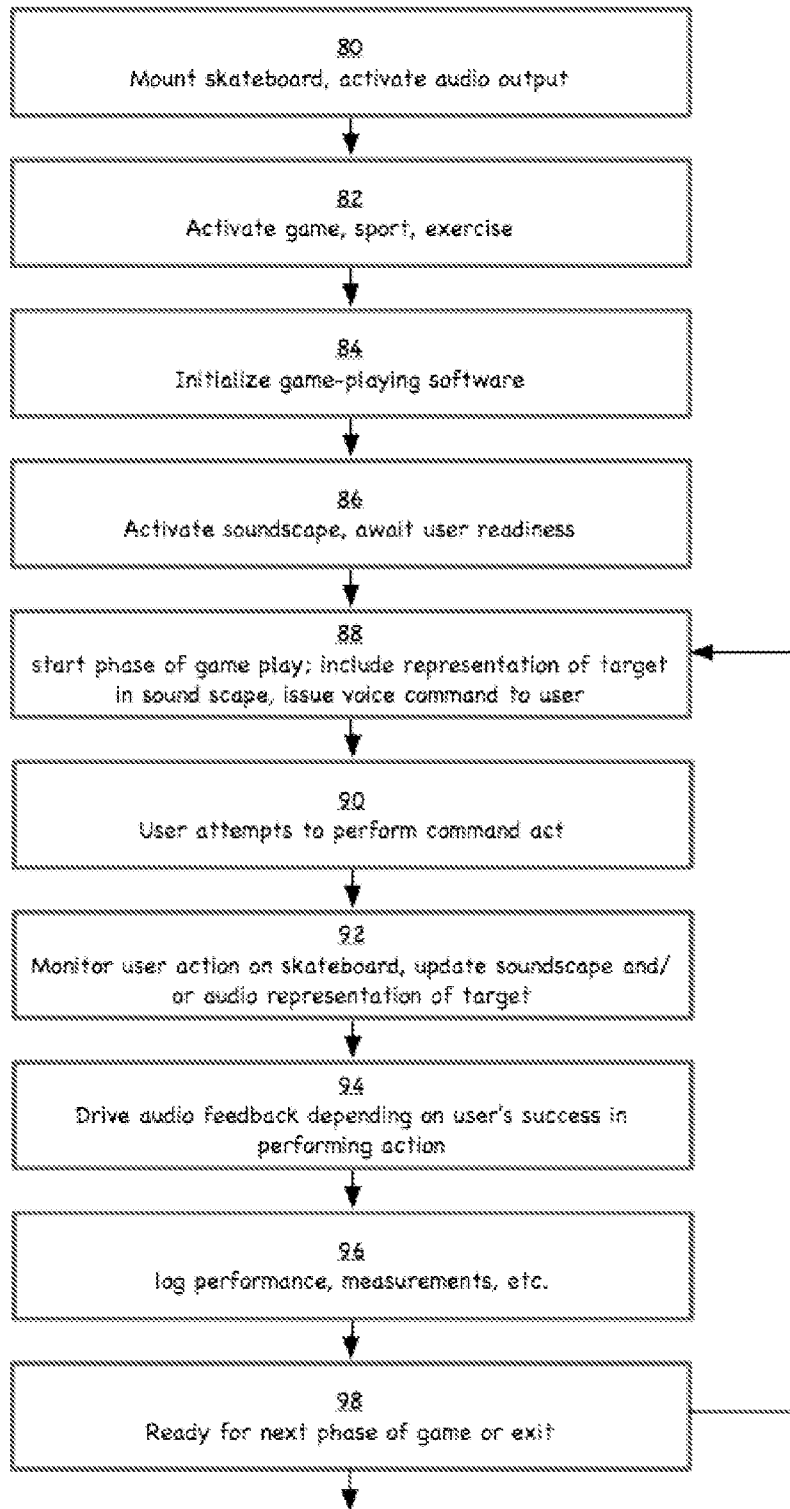 80
Mount skateboard, activate audio output
82
Activate game, sport, exercise
84
Initialize game-playing software
86
Activate soundscape, await user readiness
88
start phase of game play; include representation of target
in sound scape, issue voice command to user
90
User attempts to perform command act
92
Monitor user action on skateboard, update soundscape and/
or audio representation of target
94
Drive audio feedback depending on user's success in
performing action
96
log performance, measurements, etc.
98
Ready for next phase of game or exit